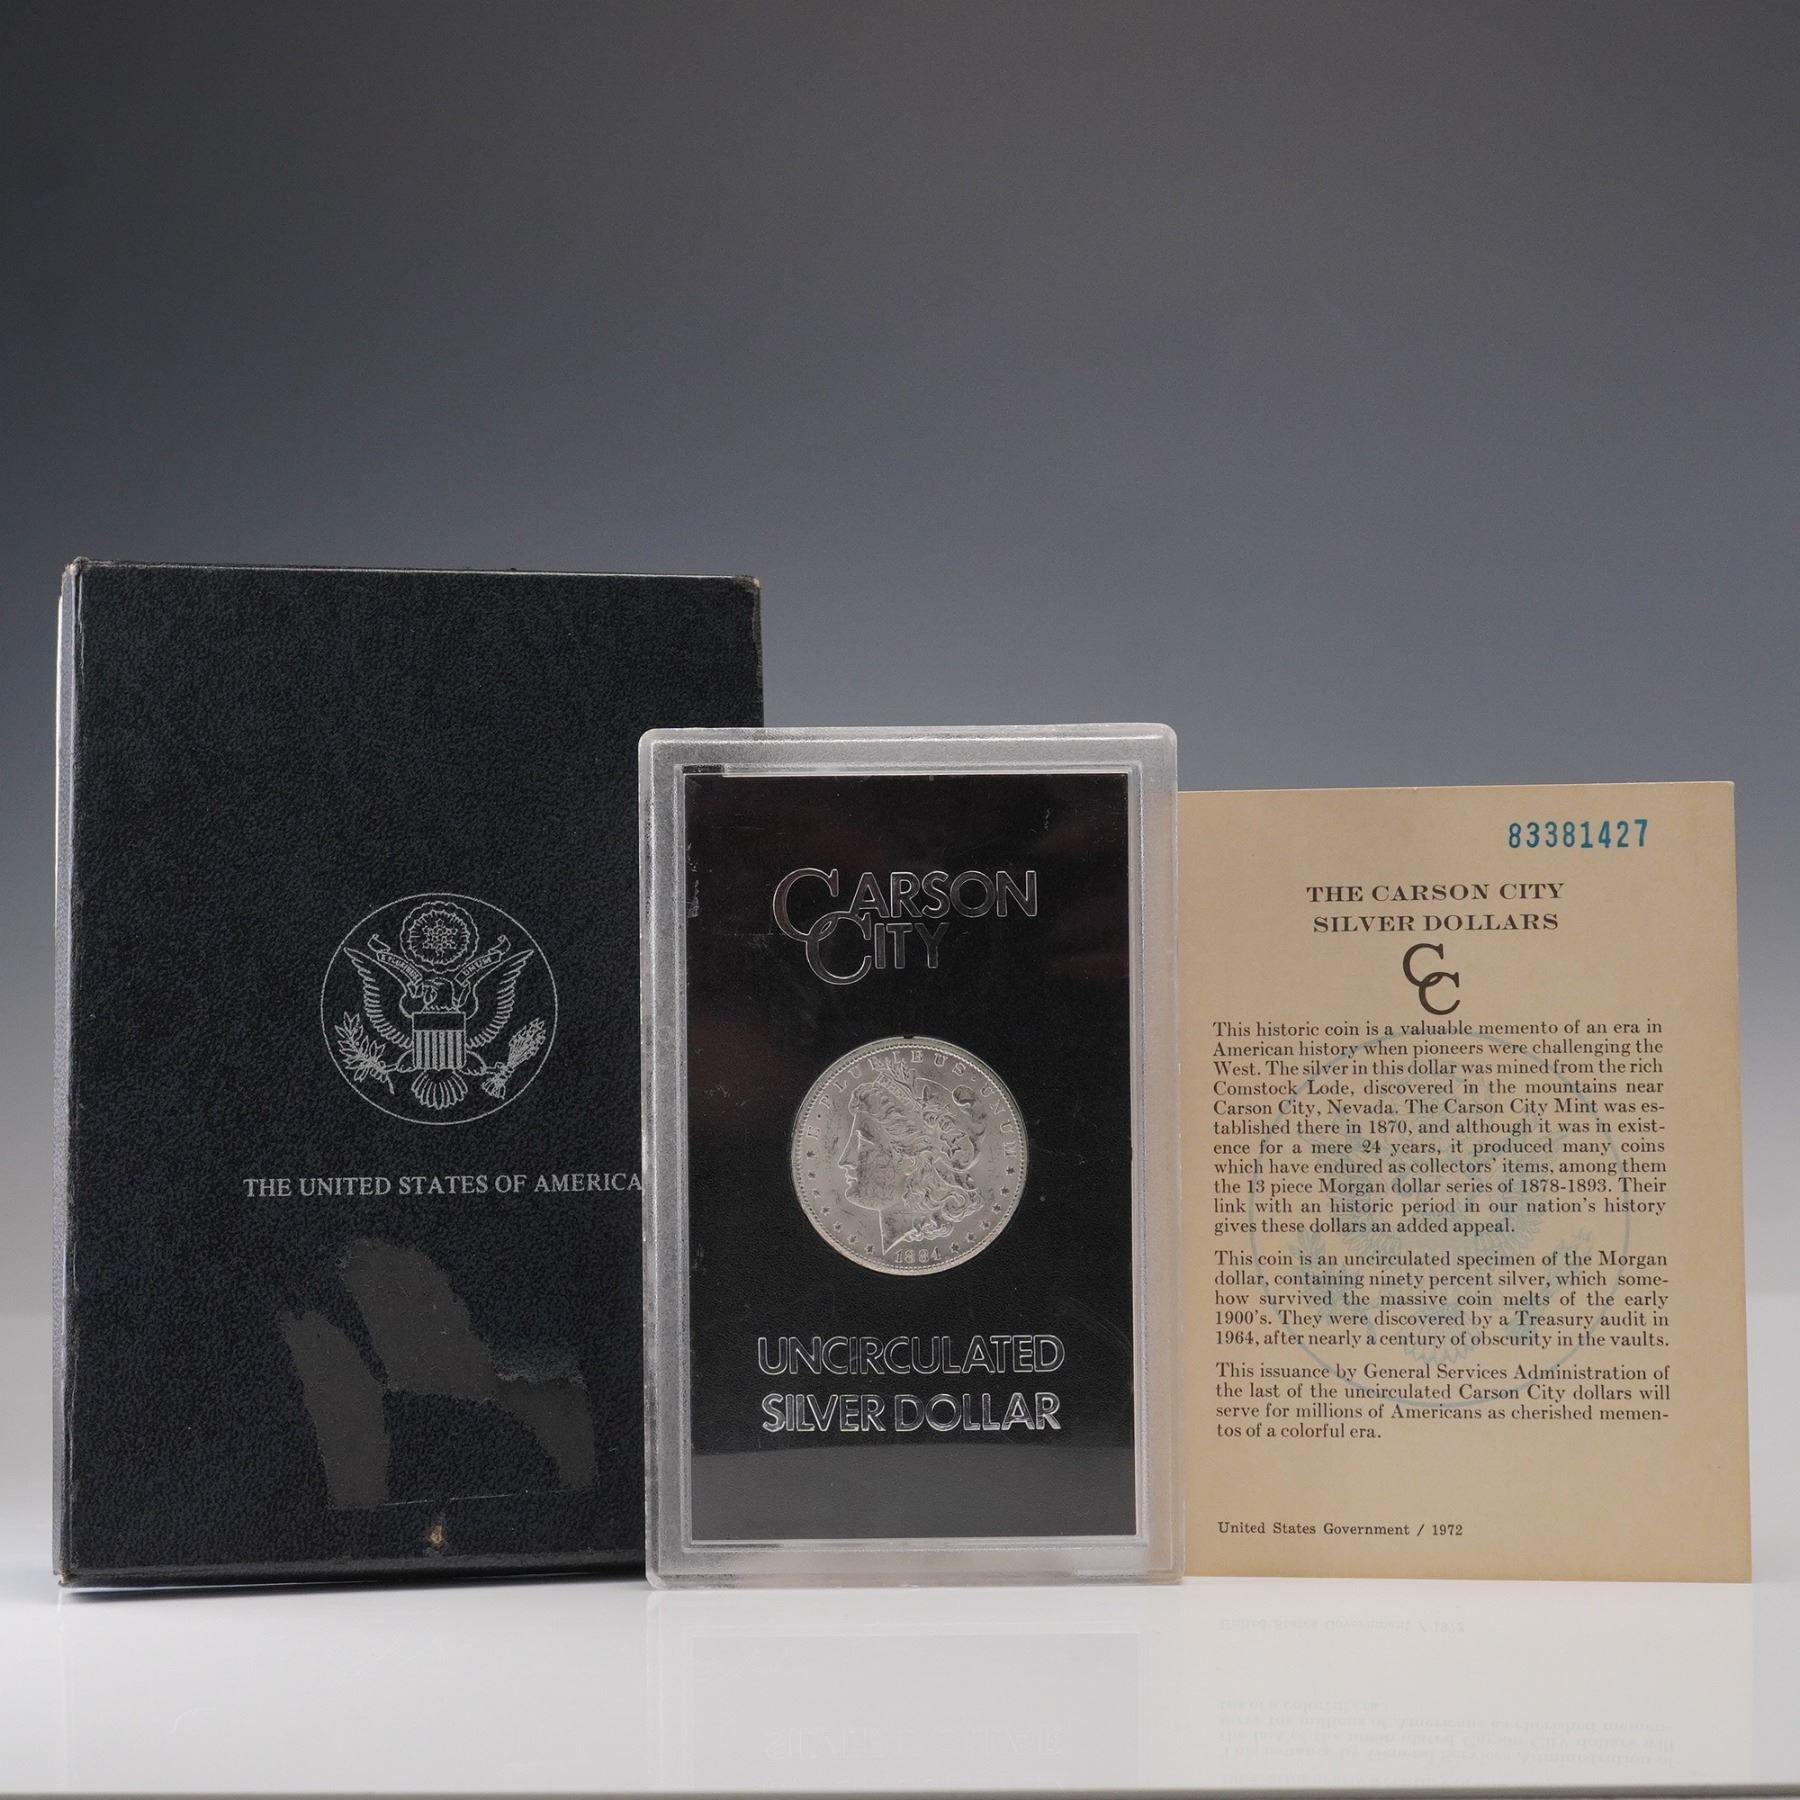 E PLURIBUS UNUM
THE UNITED STATES OF AMERICA
CARSON
CITY
E·PLURIBUS·UNUM
1884
UNCIRCULATED
SILVER DOLLAR
83381427
THE CARSON CITY
SILVER DOLLARS
CC
This historic coin is a valuable memento of an era in
American history when pioneers were challenging the
West. The silver in this dollar was mined from the rich
Comstock Lode, discovered in the mountains near
Carson City, Nevada. The Carson City Mint was es-
tablished there in 1870, and although it was in exist-
ence for a mere 24 years, it produced many coins
which have endured as collectors' items, among them
the 13 piece Morgan dollar series of 1878-1893. Their
link with an historic period in our nation's history
gives these dollars an added appeal.
This coin is an uncirculated specimen of the Morgan
dollar, containing ninety percent silver, which some-
how survived the massive coin melts of the early
1900's. They were discovered by a Treasury audit in
1964, after nearly a century of obscurity in the vaults.
This issuance by General Services Administration of
the last of the uncirculated Carson City dollars will
serve for millions of Americans as cherished memen-
tos of a colorful era.
United States Government / 1972